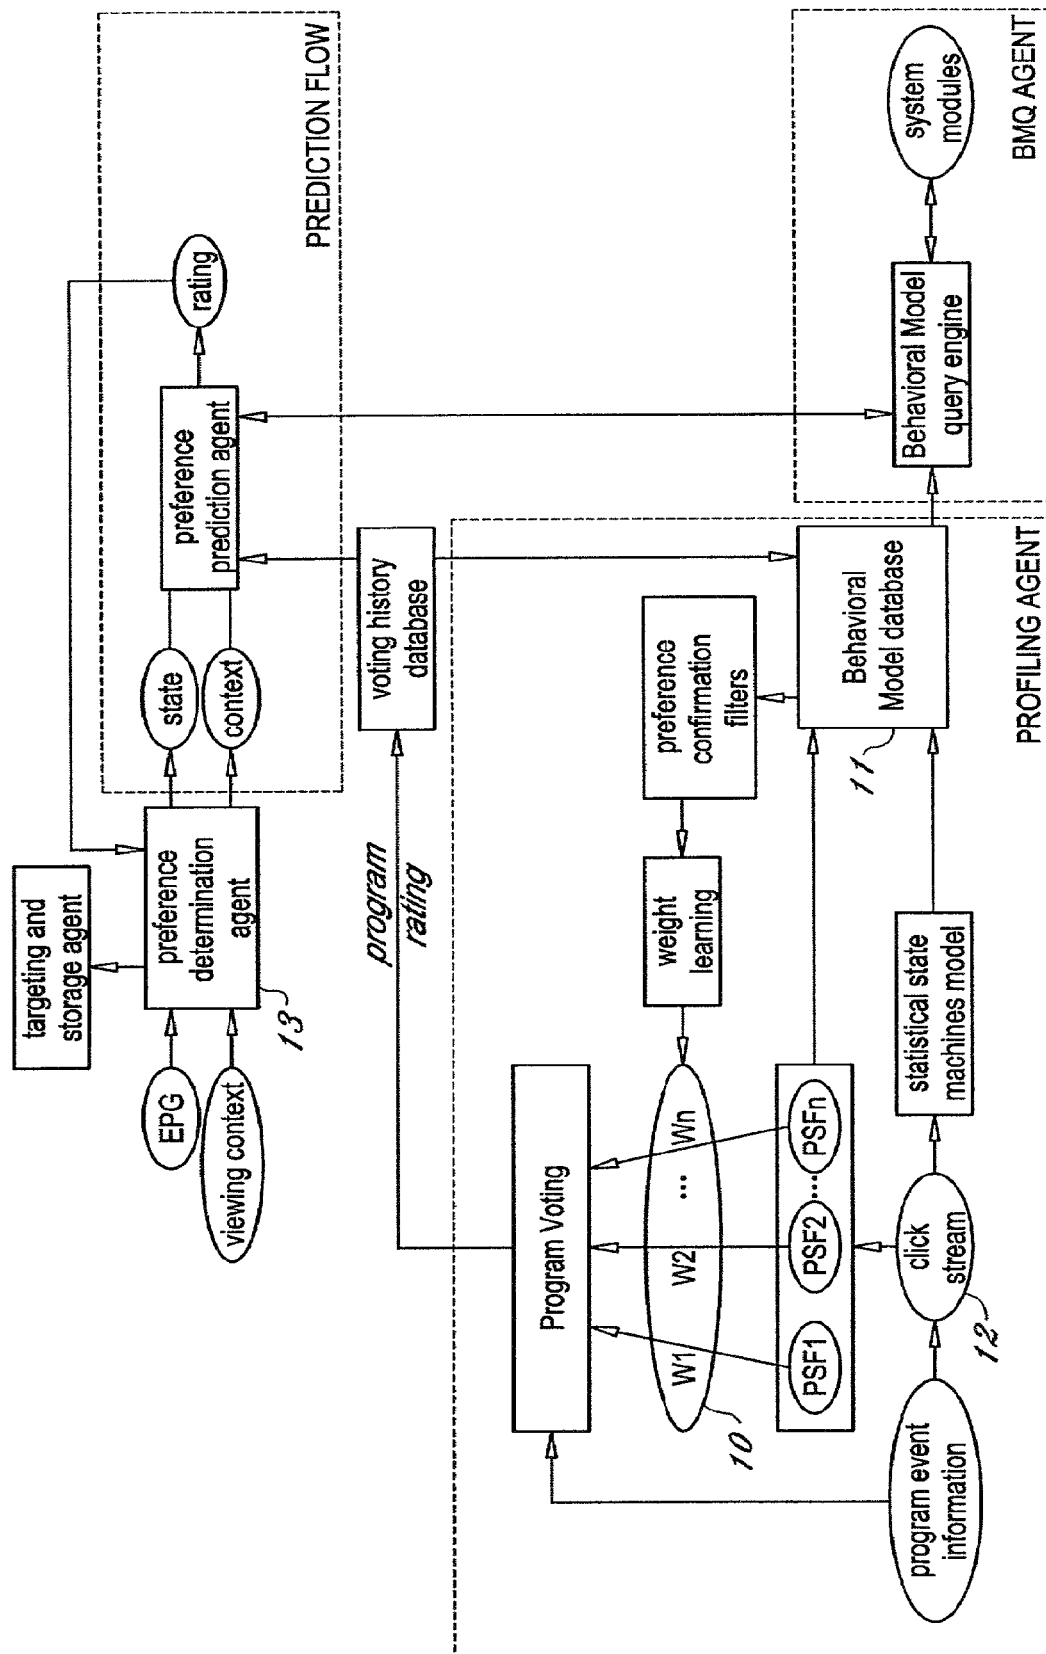 targeting and
storage agent
EPG
viewing context
preference
determination
agent
13
state
context
preference
prediction agent
rating
PREDICTION FLOW
program
rating
voting history
database
Program Voting
W1
W2
...
Wn
10
weight
learning
preference
confirmation
filters
PSF1
PSF2
...
PSFn
program event
information
click
stream
12
statistical state
machines model
Behavioral
Model database
11
PROFILING AGENT
Behavioral Model
query engine
system
modules
BMQ AGENT